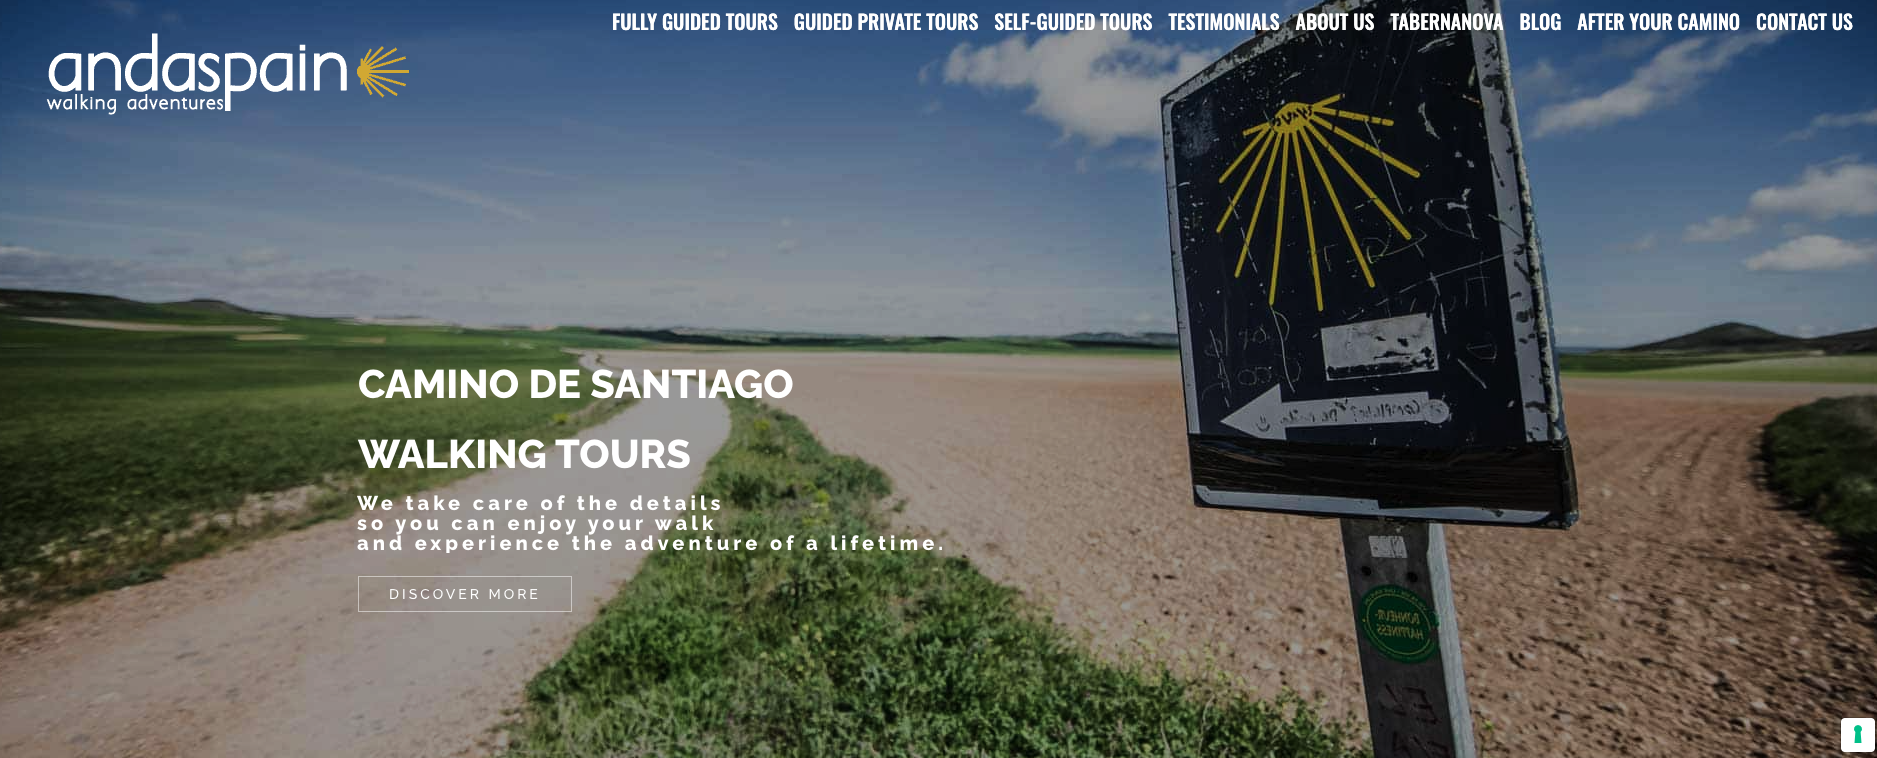 FULLY GUIDED TOURS GUIDED PRIVATE TOURS SELF-GUIDED TOURS TESTIMONIALS ABOUT US TABERNANOVA BLOG AFTER YOUR CAMINO CONTACT US
andaspain
walking adventures
CAMINO DE SANTIAGO
WALKING TOURS
We take care of the details
so you can enjoy your walk
and experience the adventure of a lifetime.
DISCOVER MORE
BONHEUR-
HAPPINESS